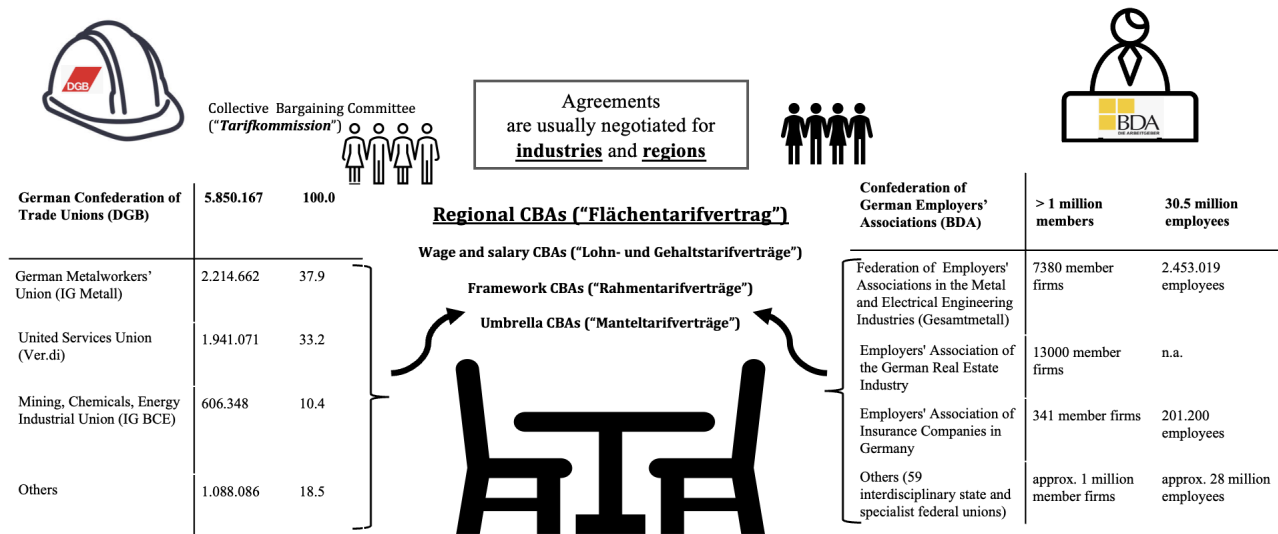 DGB
Collective Bargaining Committee
(“Tarifkommission”)
Agreements
are usually negotiated for
industries and regions
BDA
DIE ARBEITGEBER
German Confederation of
Trade Unions (DGB)
5.850.167
100.0
German Metalworkers’
Union (IG Metall)
2.214.662
37.9
United Services Union
(Ver.di)
1.941.071
33.2
Mining, Chemicals, Energy
Industrial Union (IG BCE)
606.348
10.4
Others
1.088.086
18.5
Regional CBAs (“Flächentarifvertrag”)
Wage and salary CBAs (“Lohn- und Gehaltstarifverträge”)
Framework CBAs (“Rahmentarifverträge”)
Umbrella CBAs (“Manteltarifverträge”)
Confederation of
German Employers’
Associations (BDA)
> 1 million
members
30.5 million
employees
Federation of Employers'
Associations in the Metal
and Electrical Engineering
Industries (Gesamtmetall)
7380 member
firms
2.453.019
employees
Employers' Association of
the German Real Estate
Industry
13000 member
firms
n.a.
Employers' Association of
Insurance Companies in
Germany
341 member firms
201.200
employees
Others (59
interdisciplinary state and
specialist federal unions)
approx. 1 million
member firms
approx. 28 million
employees